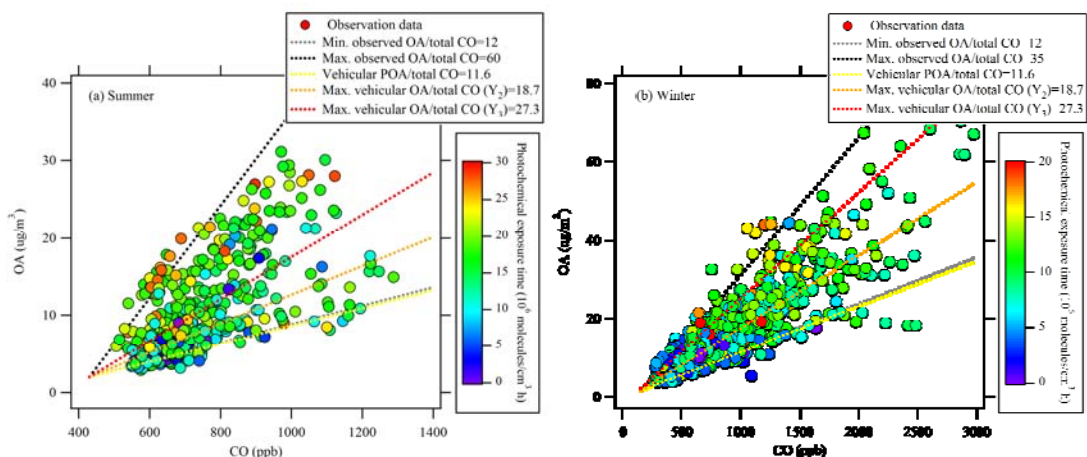 Observation data
Min. observed OA/total CO=12
Max. observed OA/total CO=60
Vehicular POA/total CO=11.6
Max. vehicular OA/total CO (Y2)=18.7
Max. vehicular OA/total CO (Y3)=27.3
(a) Summer
OA (ug/m3)
40
30
20
10
0
400
600
800
1000
1200
1400
CO (ppb)
30
25
20
15
10
5
0
Photochemical exposure time (10^6 molecules/cm3 h)
Observation data
Min. observed OA/total CO 12
Max. observed OA/total CO 35
Vehicular POA/total CO=11.6
Max. vehicular OA/total CO (Y2)=18.7
Max. vehicular OA/total CO (Y3) 27.3
(b) Winter
OA (ug/m3)
80
60
40
20
0
0
500
1000
1500
2000
2500
3000
CO (ppb)
20
15
10
5
0
exposure time